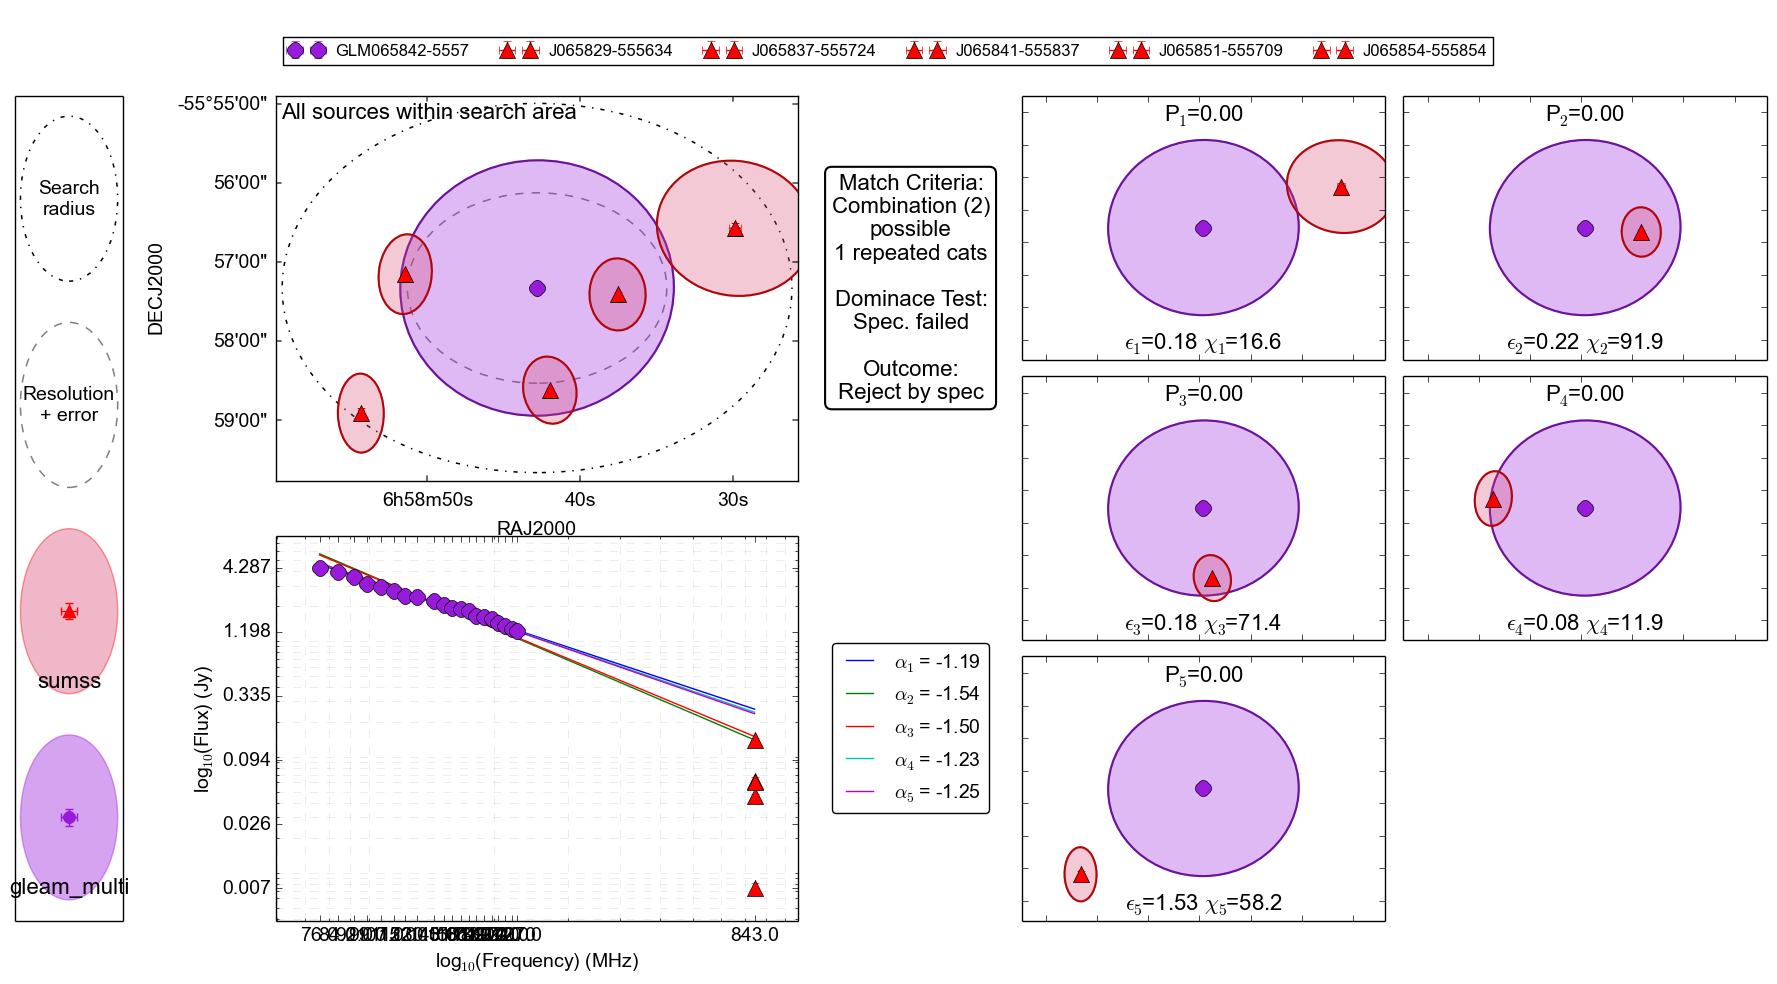 GLM065842-5557 J065829-555634 J065837-555724 J065841-555837 J065851-555709 J065854-555854
Search
radius
Resolution
+ error
sumss
gleam_multi
All sources within search area
DECJ2000
-55°55'00"
56'00"
57'00"
58'00"
59'00"
6h58m50s 40s 30s
RAJ2000
Match Criteria:
Combination (2)
possible
1 repeated cats
Dominace Test:
Spec. failed
Outcome:
Reject by spec
log10(Flux) (Jy)
4.287
1.198
0.335
0.094
0.026
0.007
843.0
log10(Frequency) (MHz)
α1 = -1.19
α2 = -1.54
α3 = -1.50
α4 = -1.23
α5 = -1.25
P1=0.00
ϵ1=0.18 χ1=16.6
P2=0.00
ϵ2=0.22 χ2=91.9
P3=0.00
ϵ3=0.18 χ3=71.4
P4=0.00
ϵ4=0.08 χ4=11.9
P5=0.00
ϵ5=1.53 χ5=58.2